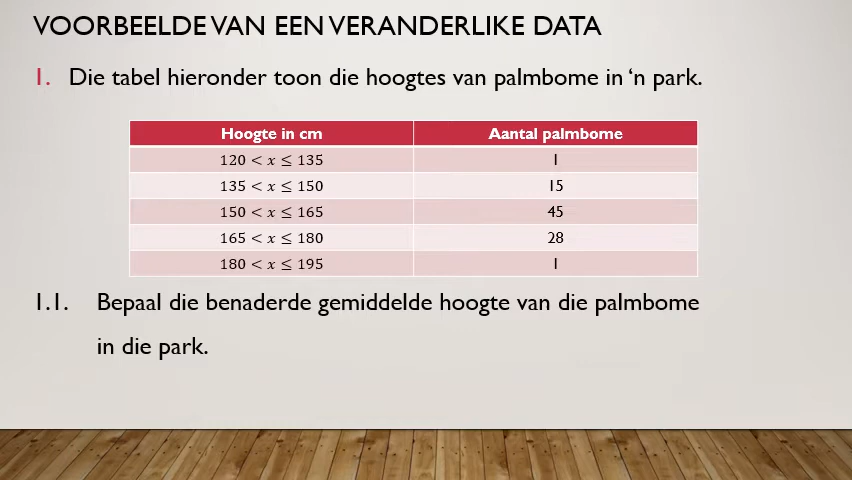 VOORBEELDE VAN EEN VERANDERLIKE DATA
1. Die tabel hieronder toon die hoogtes van palmbome in ‘n park.
Hoogte in cm Aantal palmbome
120 < x ≤ 135 1
135 < x ≤ 150 15
150 < x ≤ 165 45
165 < x ≤ 180 28
180 < x ≤ 195 1
1.1. Bepaal die benaderde gemiddelde hoogte van die palmbome
in die park.